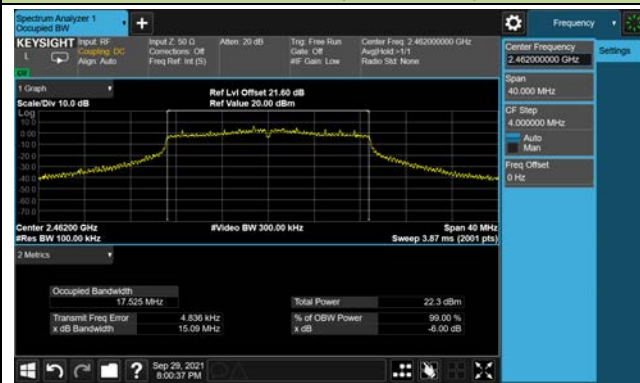 Spectrum Analyzer 1
Occupied BW
Frequency
KEYSIGHT
Input: RF
Coupling: DC
Align: Auto
Input Z: 50 Ω
Corrections: Off
Freq Ref: Int (S)
Atten: 20 dB
Trig: Free Run
Gate: Off
#IF Gain: Low
Center Freq: 2.462000000 GHz
Avg|Hold:>1/1
Radio Std: None
L
Center Frequency
2.462000000 GHz
Settings
Span
40.000 MHz
CF Step
4.000000 MHz
Auto
Man
Freq Offset
0 Hz
1 Graph
Scale/Div 10.0 dB
Ref Lvl Offset 21.60 dB
Ref Value 20.00 dBm
Log
10.0
0.00
-10.0
-20.0
-30.0
-40.0
-50.0
-60.0
-70.0
Center 2.46200 GHz
#Res BW 100.00 kHz
#Video BW 300.00 kHz
Span 40 MHz
Sweep 3.87 ms (2001 pts)
2 Metrics
Occupied Bandwidth
17.525 MHz
Total Power 22.3 dBm
Transmit Freq Error 4.836 kHz
% of OBW Power 99.00 %
x dB Bandwidth 15.09 MHz
x dB -6.00 dB
?
Sep 29, 2021
8:00:37 PM